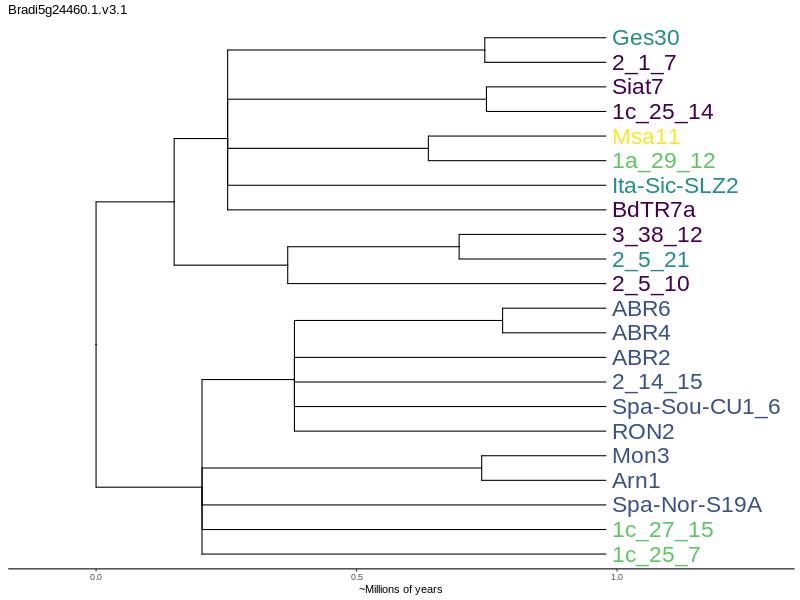 Bradi5g24460.1.v3.1
Ges30
2_1_7
Siat7
1c_25_14
Msa11
1a_29_12
Ita-Sic-SLZ2
BdTR7a
3_38_12
2_5_21
2_5_10
ABR6
ABR4
ABR2
2_14_15
Spa-Sou-CU1_6
RON2
Mon3
Arn1
Spa-Nor-S19A
1c_27_15
1c_25_7
0.0 0.5 1.0
~Millions of years